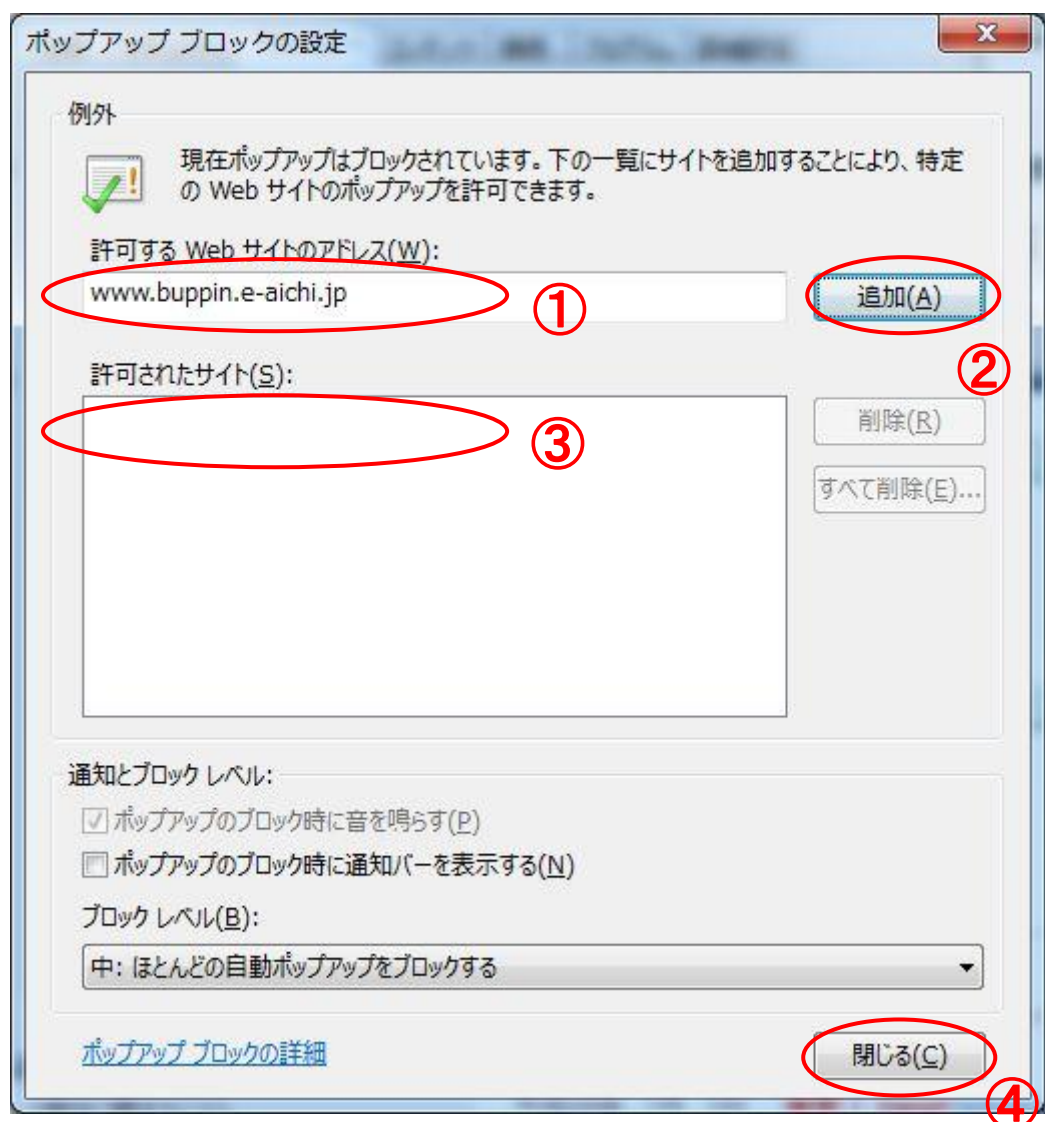 ポップアップ ブロックの設定
例外
現在ポップアップはブロックされています。下の一覧にサイトを追加することにより、特定
の Web サイトのポップアップを許可できます。
許可する Web サイトのアドレス(W):
www.buppin.e-aichi.jp
①
追加(A)
②
許可されたサイト(S):
③
削除(R)
すべて削除(E)...
通知とブロック レベル:
ポップアップのブロック時に音を鳴らす(P)
ポップアップのブロック時に通知バーを表示する(N)
ブロック レベル(B):
中: ほとんどの自動ポップアップをブロックする
ポップアップ ブロックの詳細
閉じる(C)
④